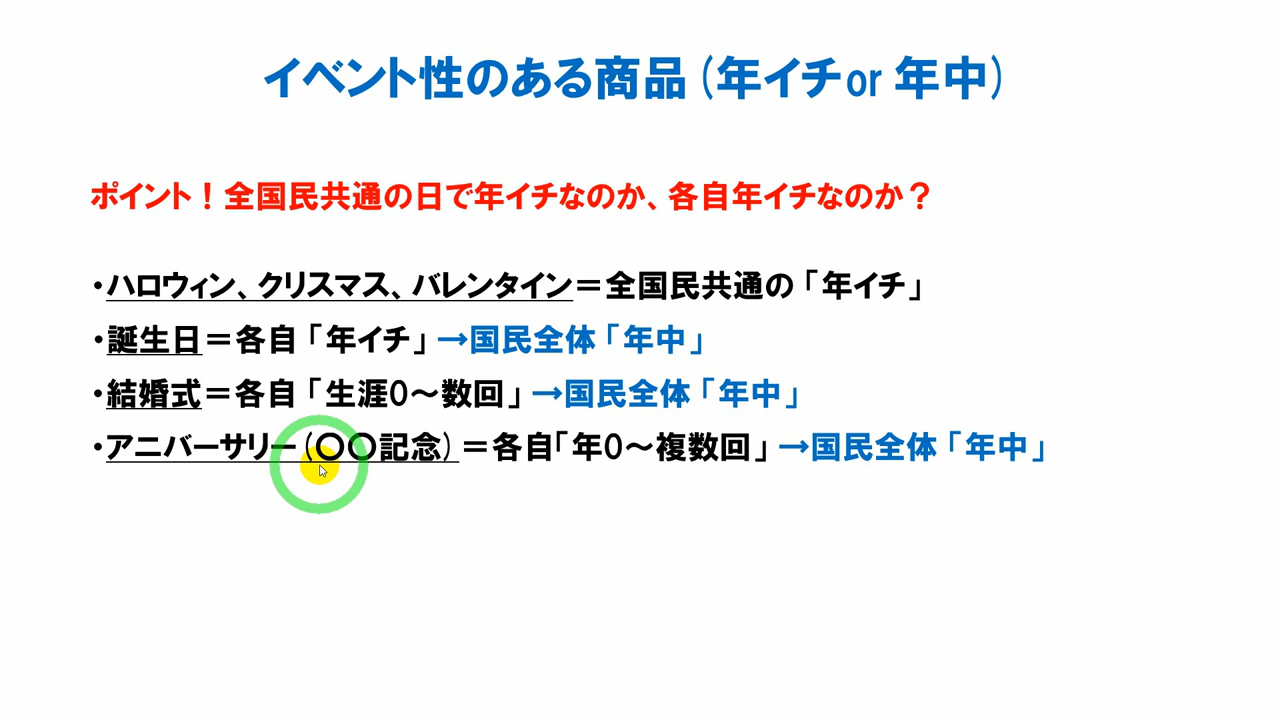 イベント性のある商品(年イチor 年中)
ポイント！全国民共通の日で年イチなのか、各自年イチなのか？
・ハロウィン、クリスマス、バレンタイン＝全国民共通の「年イチ」
・誕生日＝各自「年イチ」→国民全体「年中」
・結婚式＝各自「生涯0～数回」→国民全体「年中」
・アニバーサリー(〇〇記念)＝各自「年0～複数回」→国民全体「年中」